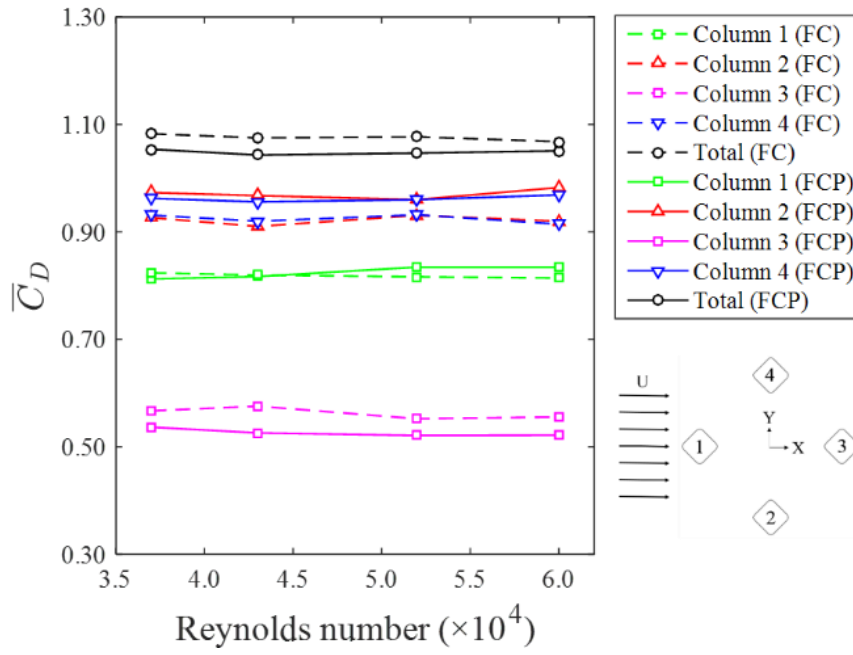 1.30
1.10
0.90
0.70
0.50
0.30
C̅_D
3.5 4.0 4.5 5.0 5.5 6.0
Reynolds number (×10⁴)
Column 1 (FC)
Column 2 (FC)
Column 3 (FC)
Column 4 (FC)
Total (FC)
Column 1 (FCP)
Column 2 (FCP)
Column 3 (FCP)
Column 4 (FCP)
Total (FCP)
U
4
Y
1 X 3
2